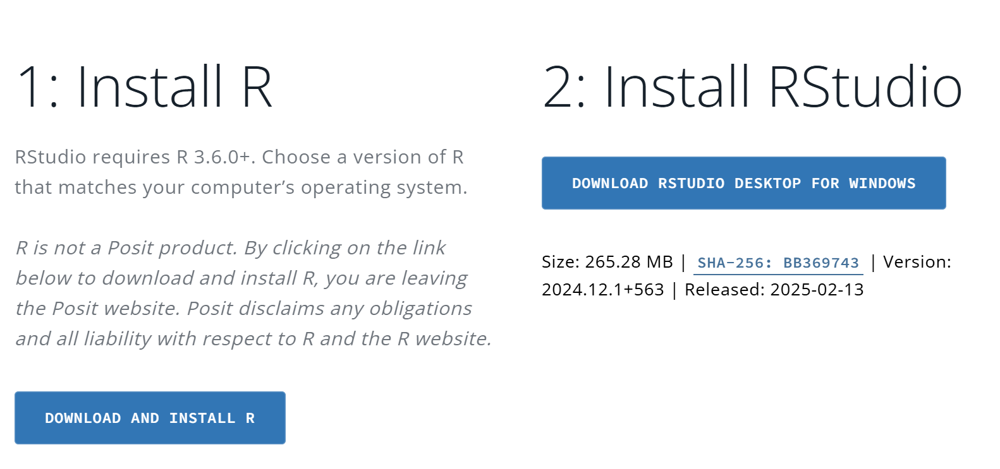 1: Install R
RStudio requires R 3.6.0+. Choose a version of R
that matches your computer’s operating system.
R is not a Posit product. By clicking on the link
below to download and install R, you are leaving
the Posit website. Posit disclaims any obligations
and all liability with respect to R and the R website.
DOWNLOAD AND INSTALL R
2: Install RStudio
DOWNLOAD RSTUDIO DESKTOP FOR WINDOWS
Size: 265.28 MB | SHA-256: BB369743 | Version:
2024.12.1+563 | Released: 2025-02-13